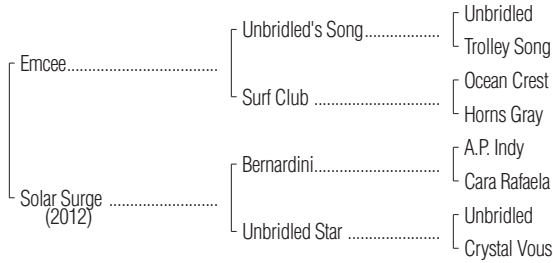 Unbridled
Unbridled's Song
Trolley Song
Emcee
Ocean Crest
Surf Club
Horns Gray
A.P. Indy
Bernardini
Cara Rafaela
Solar Surge
(2012)
Unbridled
Unbridled Star
Crystal Vous